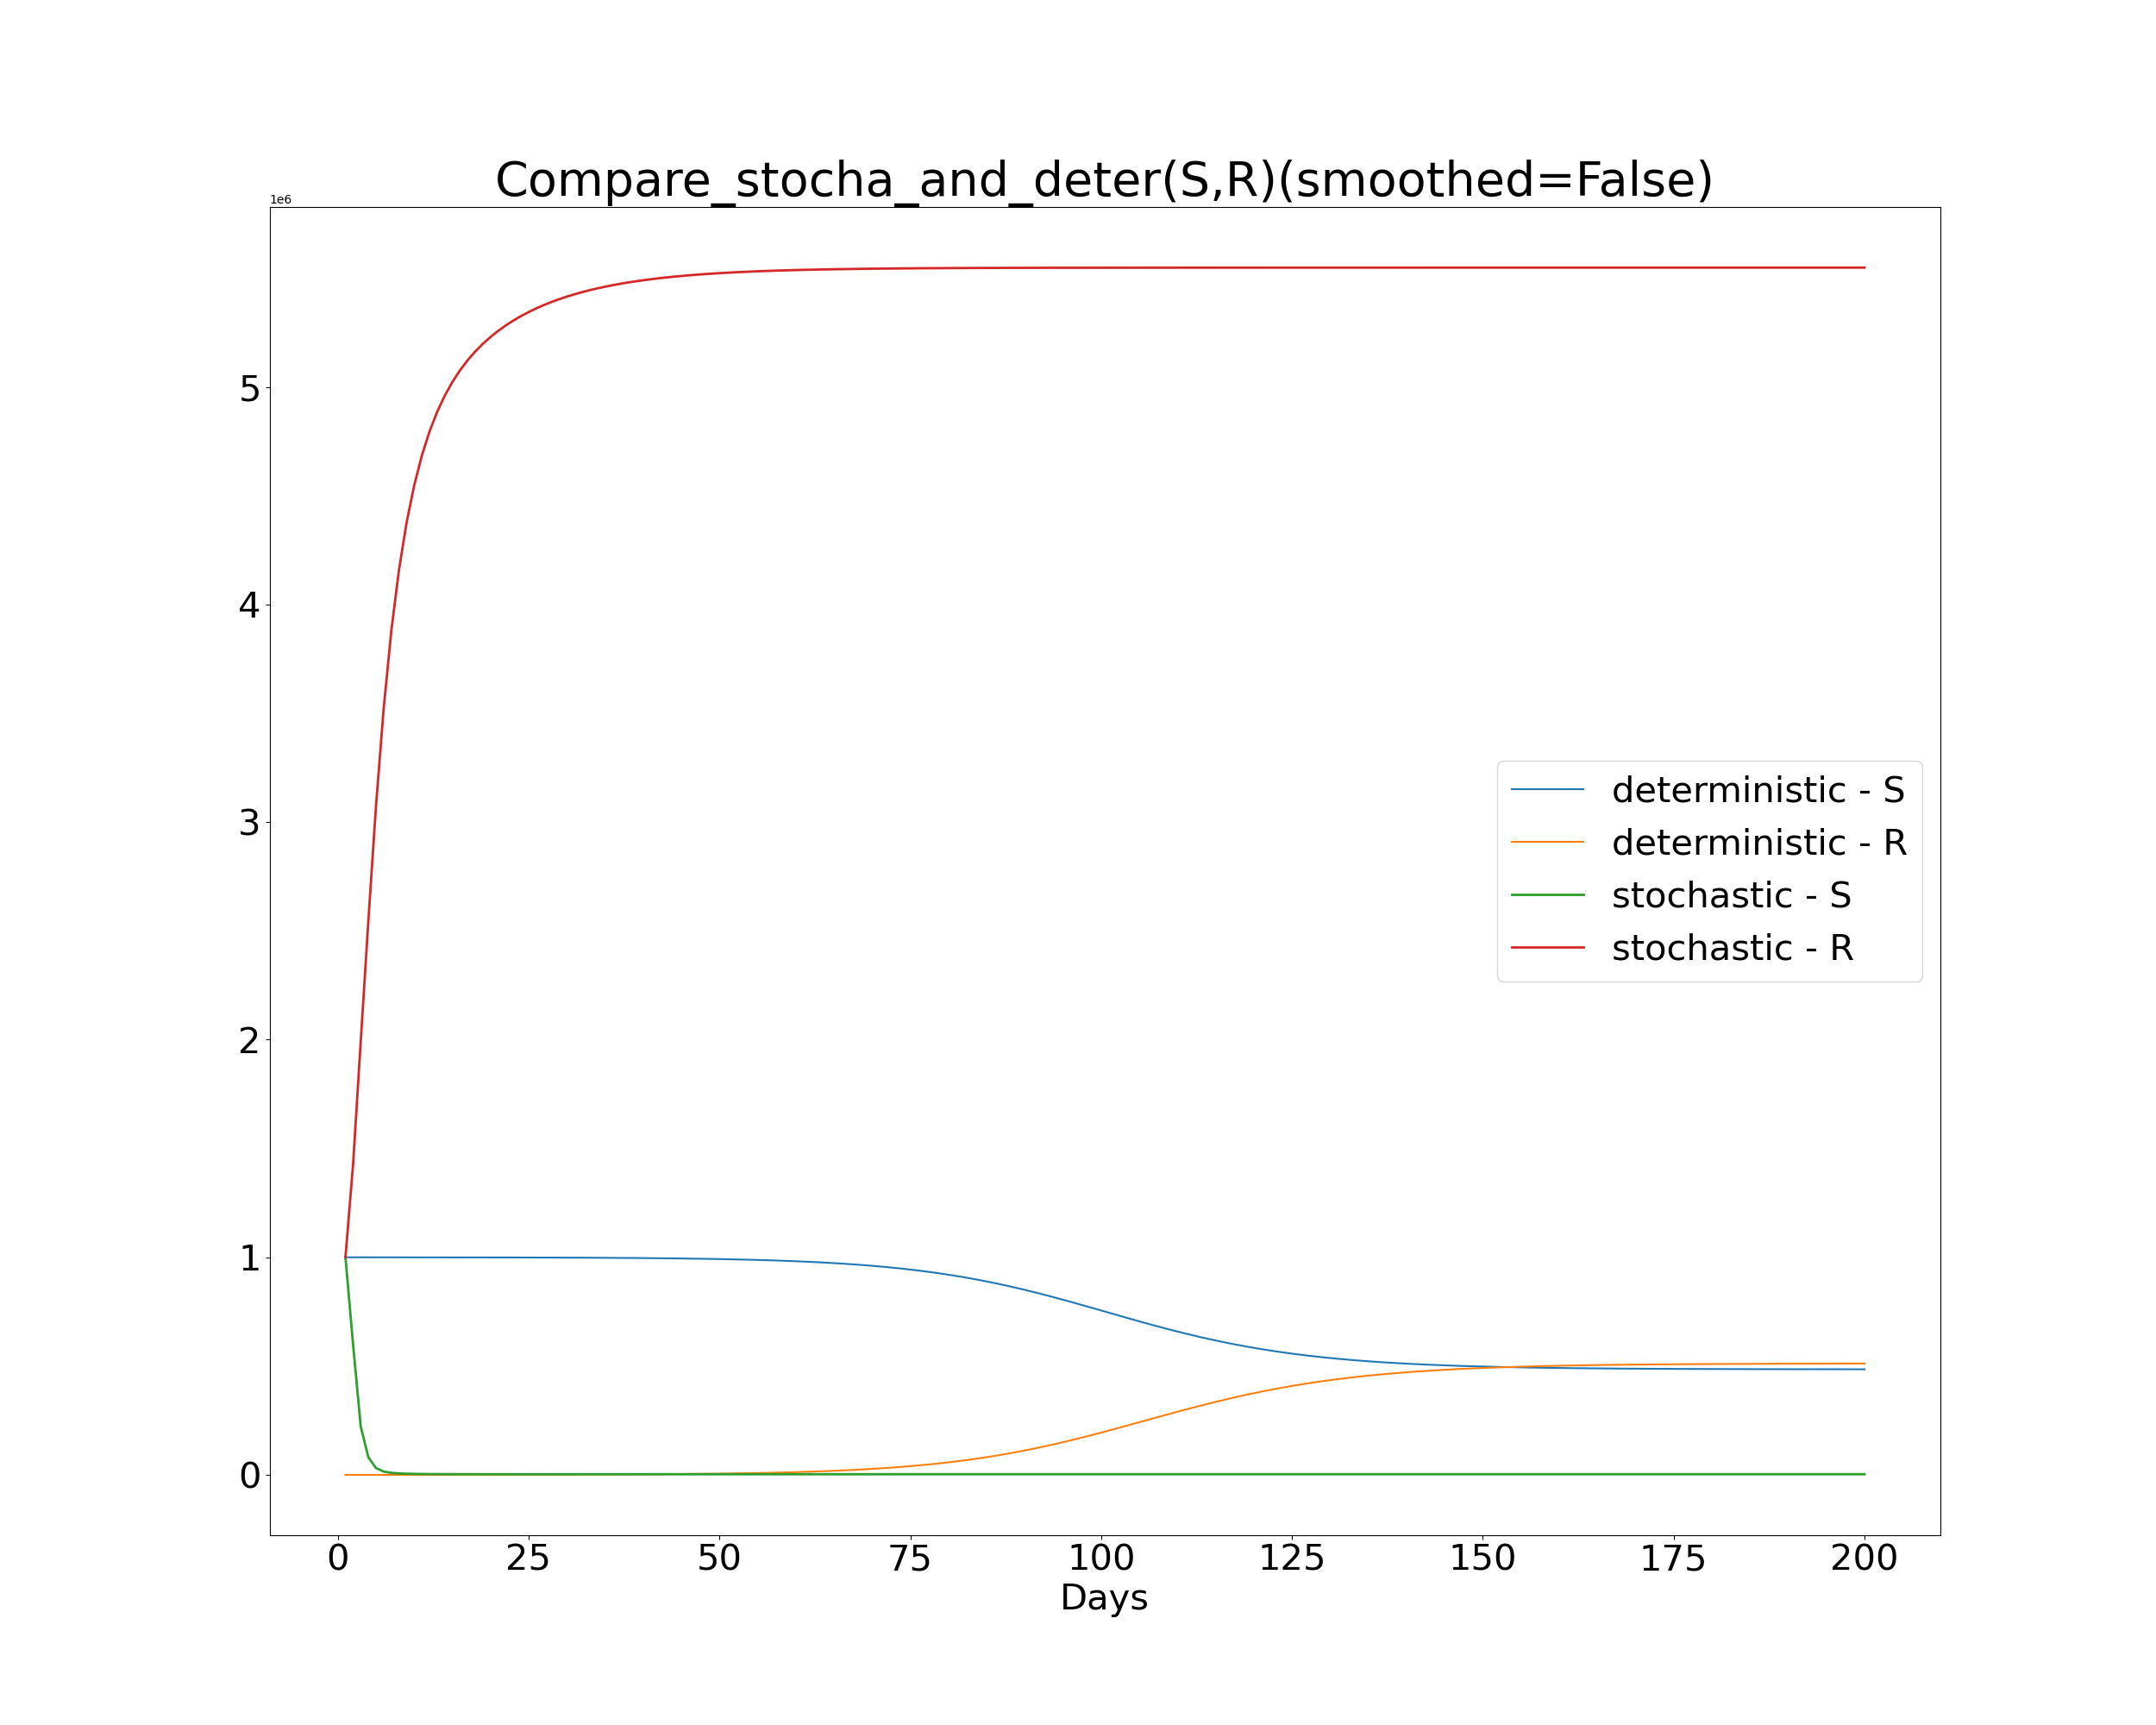 Compare_stocha_and_deter(S,R)(smoothed=False)
1e6
5
4
3
2
1
0
deterministic - S
deterministic - R
stochastic - S
stochastic - R
0 25 50 75 100 125 150 175 200
Days